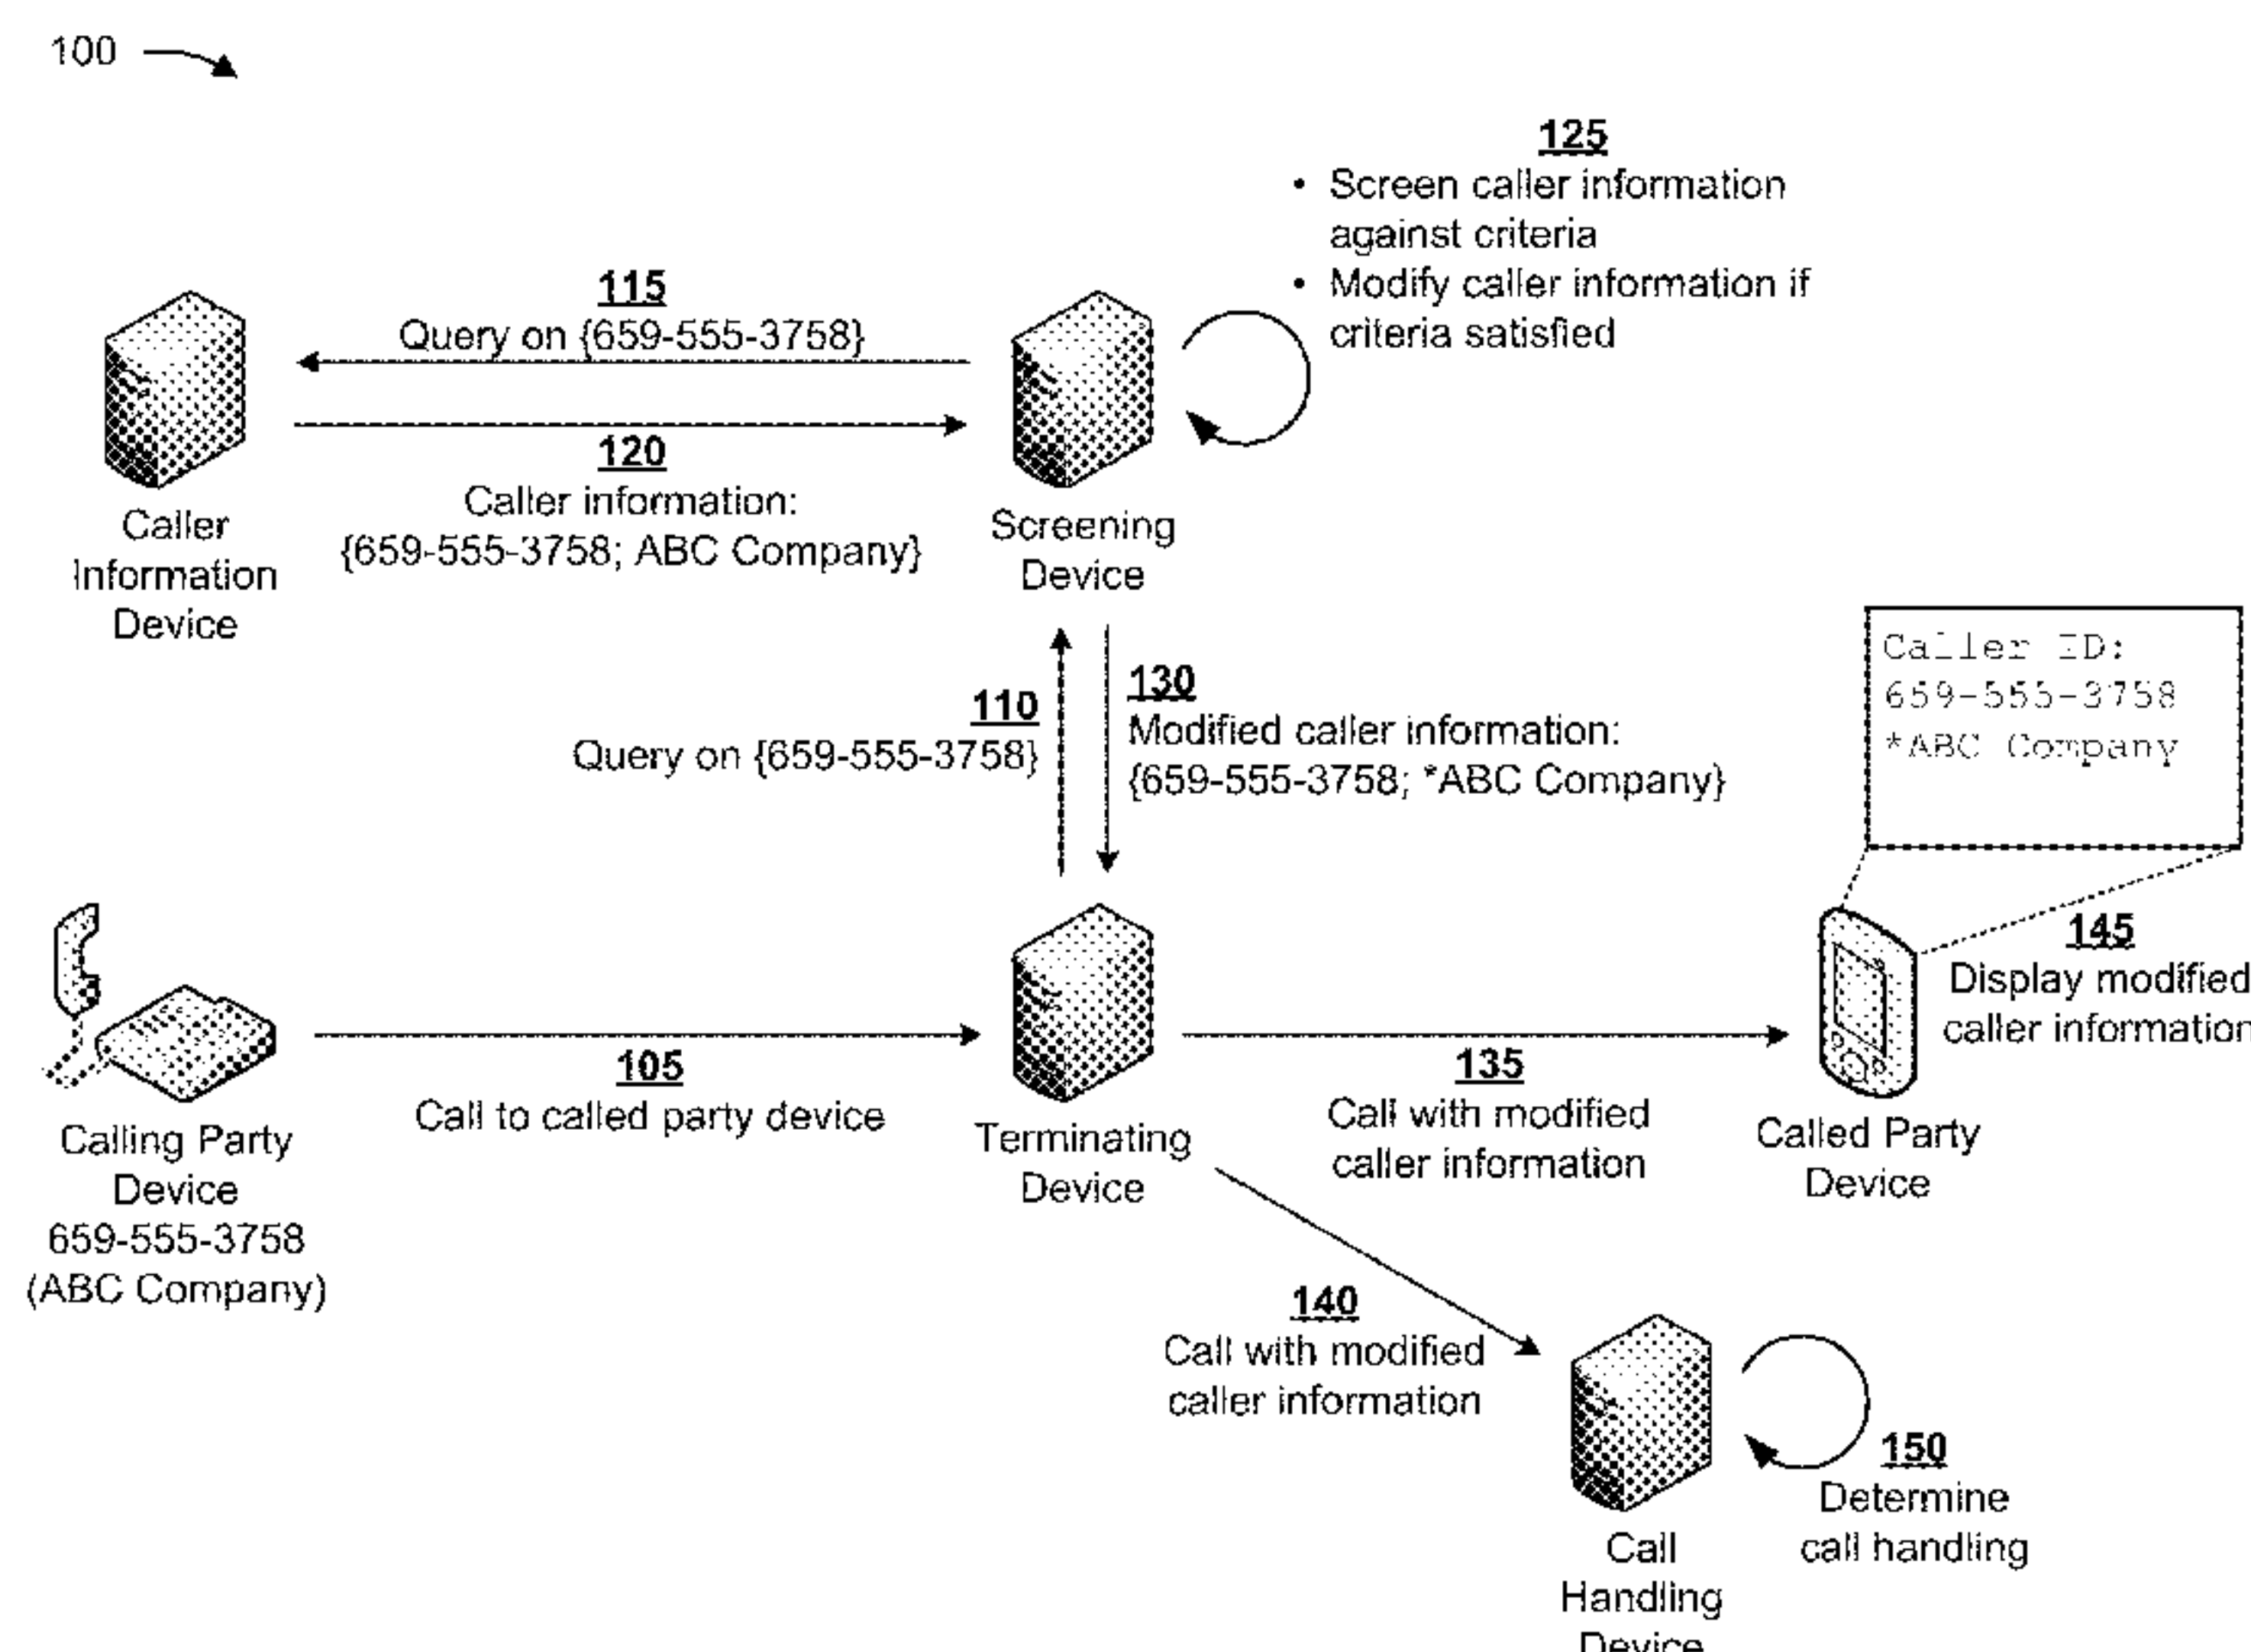 100
125
• Screen caller information
against criteria
• Modify caller information if
criteria satisfied
115
Query on {659-555-3758}
120
Caller information:
{659-555-3758; ABC Company}
Caller
Information
Device
Screening
Device
110
Query on {659-555-3758}
130
Modified caller information:
{659-555-3758; *ABC Company}
Caller ID:
659-555-3758
*ABC Company
145
Display modified
caller information
105
Call to called party device
135
Call with modified
caller information
Calling Party
Device
659-555-3758
(ABC Company)
Terminating
Device
Called Party
Device
140
Call with modified
caller information
150
Determine
call handling
Call
Handling
Device